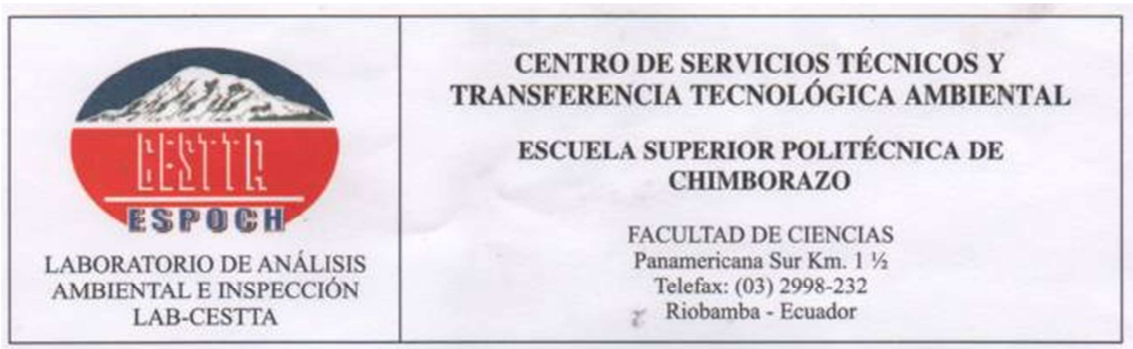 CESTTA
ESPOCH
LABORATORIO DE ANÁLISIS
AMBIENTAL E INSPECCIÓN
LAB-CESTTA
CENTRO DE SERVICIOS TÉCNICOS Y
TRANSFERENCIA TECNOLÓGICA AMBIENTAL
ESCUELA SUPERIOR POLITÉCNICA DE
CHIMBORAZO
FACULTAD DE CIENCIAS
Panamericana Sur Km. 1 ½
Telefax: (03) 2998-232
Riobamba - Ecuador